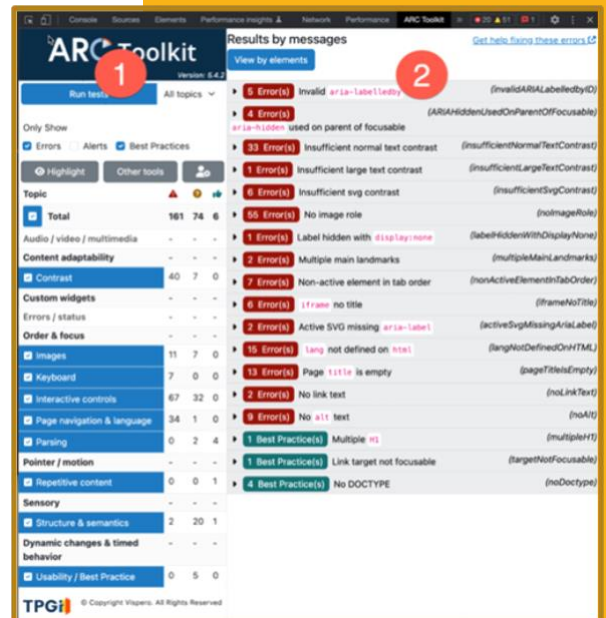 Console Sources Elements Performance insights Network Performance ARC Toolkit » 20 51 1
ARC Toolkit
Version: 5.4.2
1
Run tests
All topics
Only Show
Errors Alerts Best Practices
Highlight Other tools
Topic
Total 161 74 6
Audio / video / multimedia - - -
Content adaptability - - -
Contrast 40 7 0
Custom widgets - - -
Errors / status - - -
Order & focus - - -
Images 11 7 0
Keyboard 7 0 0
Interactive controls 67 32 0
Page navigation & language 34 1 0
Parsing 0 2 4
Pointer / motion - - -
Repetitive content 0 0 1
Sensory - - -
Structure & semantics 2 20 1
Dynamic changes & timed
behavior - - -
Usability / Best Practice 0 5 0
TPGi © Copyright Vispero. All Rights Reserved
Results by messages
Get help fixing these errors
View by elements
2
5 Error(s) Invalid aria-labelledby (invalidARIALabelledbyID)
4 Error(s) (ARIAHiddenUsedOnParentOfFocusable)
aria-hidden used on parent of focusable
33 Error(s) Insufficient normal text contrast (insufficientNormalTextContrast)
1 Error(s) Insufficient large text contrast (insufficientLargeTextContrast)
6 Error(s) Insufficient svg contrast (insufficientSvgContrast)
55 Error(s) No image role (noImageRole)
1 Error(s) Label hidden with display:none (labelHiddenWithDisplayNone)
2 Error(s) Multiple main landmarks (multipleMainLandmarks)
7 Error(s) Non-active element in tab order (nonActiveElementInTabOrder)
6 Error(s) iframe no title (iframeNoTitle)
2 Error(s) Active SVG missing aria-label (activeSvgMissingAriaLabel)
15 Error(s) lang not defined on html (langNotDefinedOnHTML)
13 Error(s) Page title is empty (pageTitleIsEmpty)
2 Error(s) No link text (noLinkText)
9 Error(s) No alt text (noAlt)
1 Best Practice(s) Multiple H1 (multipleH1)
1 Best Practice(s) Link target not focusable (targetNotFocusable)
4 Best Practice(s) No DOCTYPE (noDoctype)